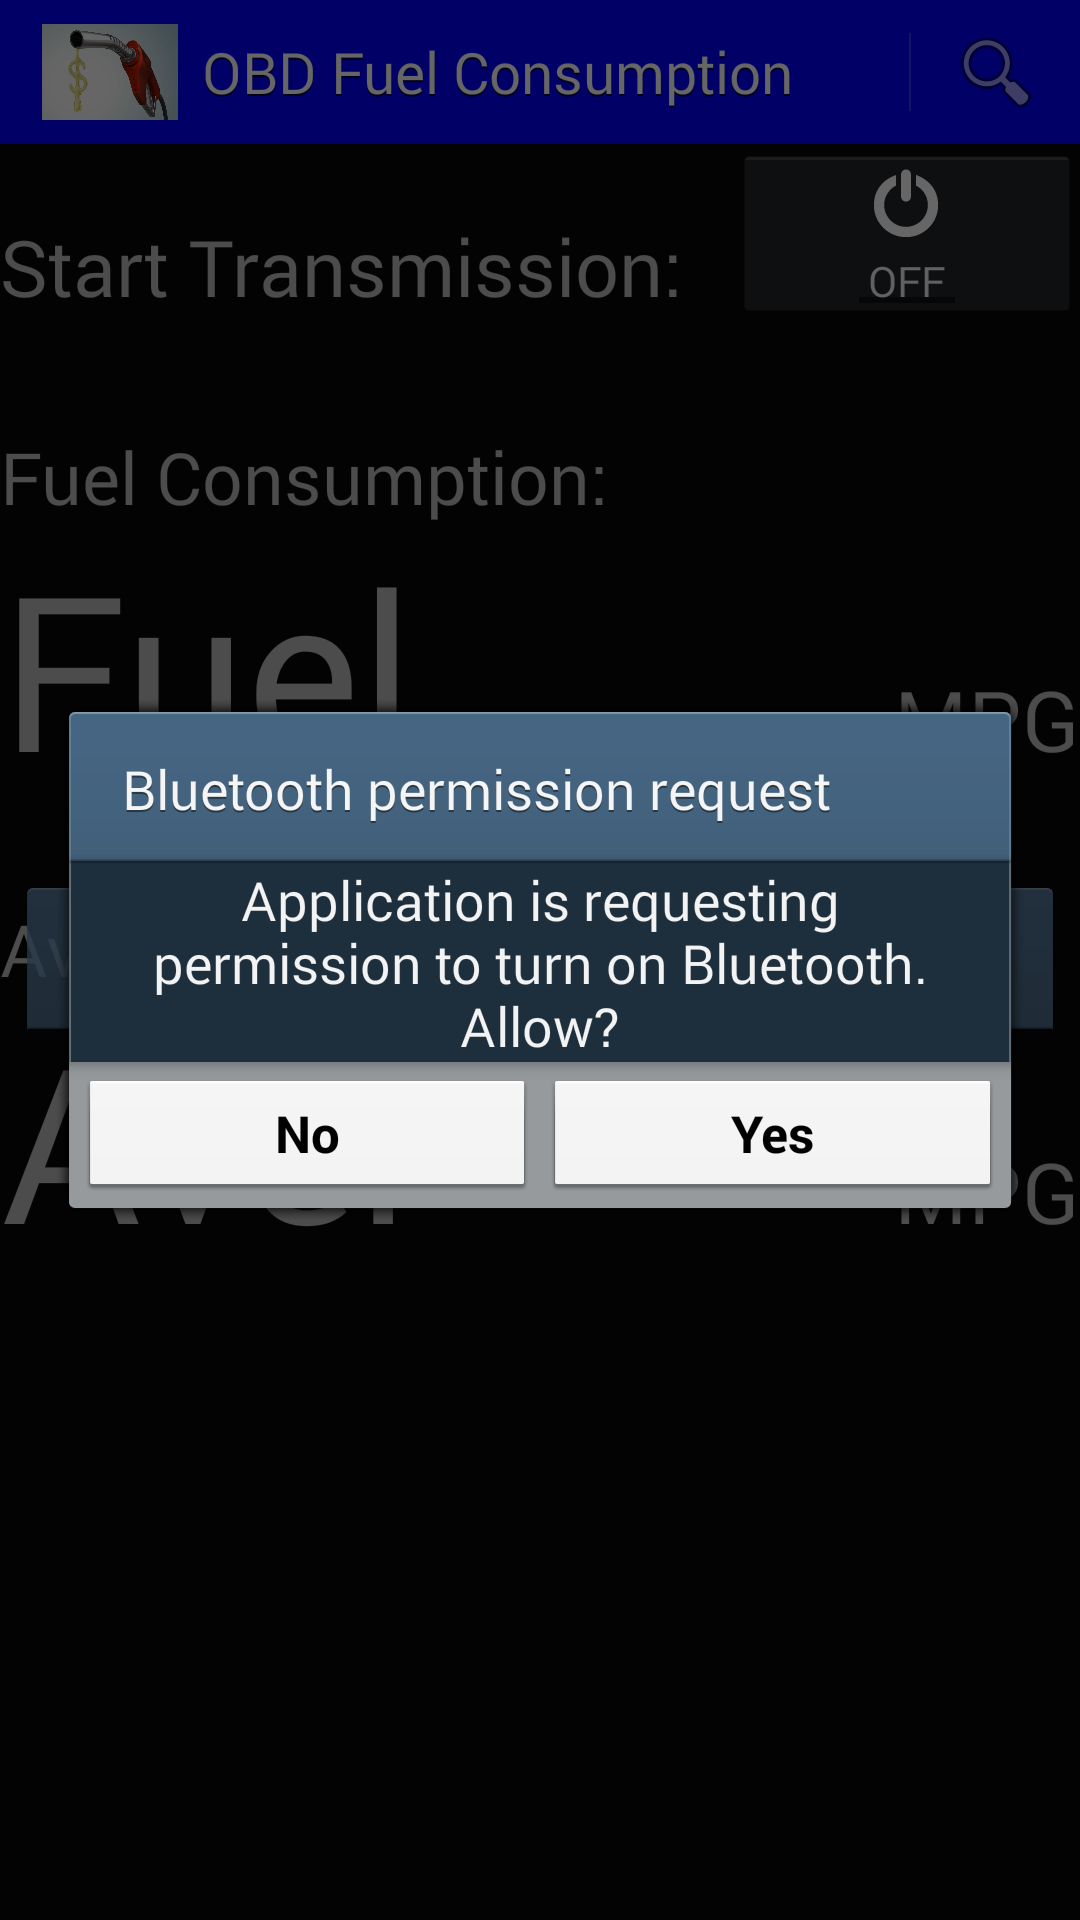 OBD Fuel Consumption
Start Transmission:
OFF
Fuel Consumption:
Fuel
MPG
Bluetooth permission request
Application is requesting
permission to turn on Bluetooth.
Allow?
No
Yes
Aver
MPG